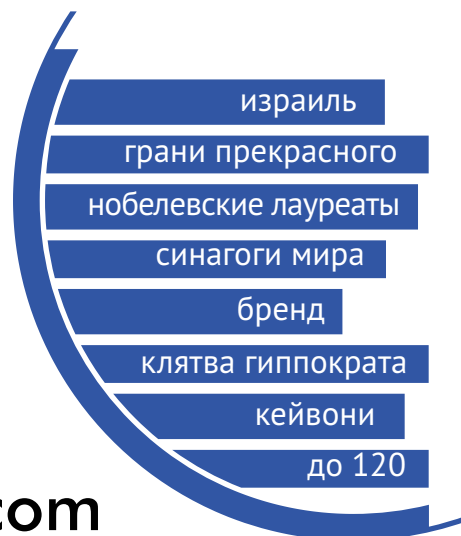 израиль
грани прекрасного
нобелевские лауреаты
синагоги мира
бренд
клятва гиппократа
кейвони
до 120
com